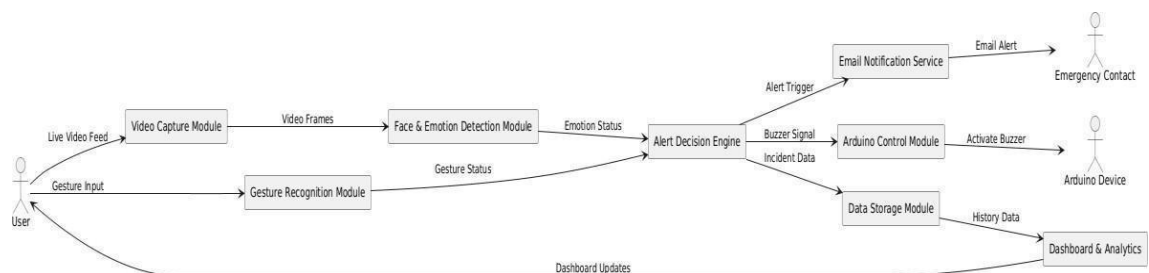 Email Notification Service
Email Alert
Emergency Contact
Alert Trigger
Live Video Feed
Video Capture Module
Video Frames
Face & Emotion Detection Module
Emotion Status
Alert Decision Engine
Buzzer Signal
Arduino Control Module
Activate Buzzer
Arduino Device
Incident Data
Gesture Input
Gesture Recognition Module
Gesture Status
User
Data Storage Module
History Data
Dashboard & Analytics
Dashboard Updates